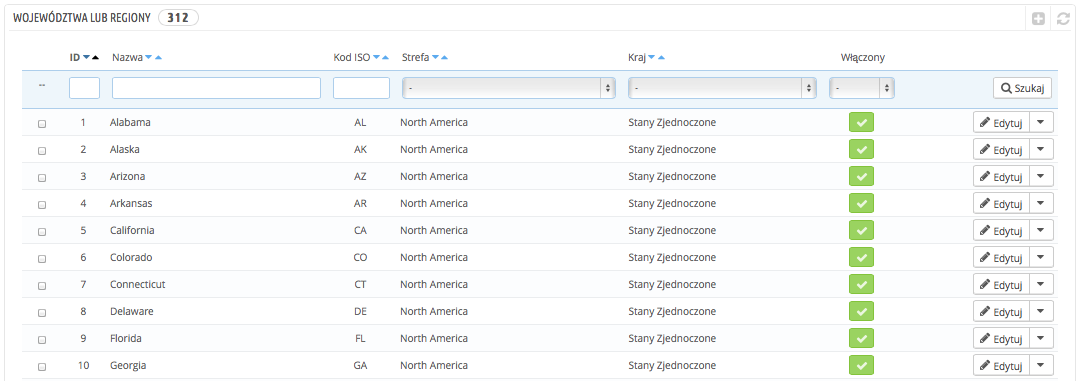 WOJEWÓDZTWA LUB REGIONY 312
ID Nazwa Kod ISO Strefa Kraj Włączony
-- - - - Szukaj
1 Alabama AL North America Stany Zjednoczone Edytuj
2 Alaska AK North America Stany Zjednoczone Edytuj
3 Arizona AZ North America Stany Zjednoczone Edytuj
4 Arkansas AR North America Stany Zjednoczone Edytuj
5 California CA North America Stany Zjednoczone Edytuj
6 Colorado CO North America Stany Zjednoczone Edytuj
7 Connecticut CT North America Stany Zjednoczone Edytuj
8 Delaware DE North America Stany Zjednoczone Edytuj
9 Florida FL North America Stany Zjednoczone Edytuj
10 Georgia GA North America Stany Zjednoczone Edytuj